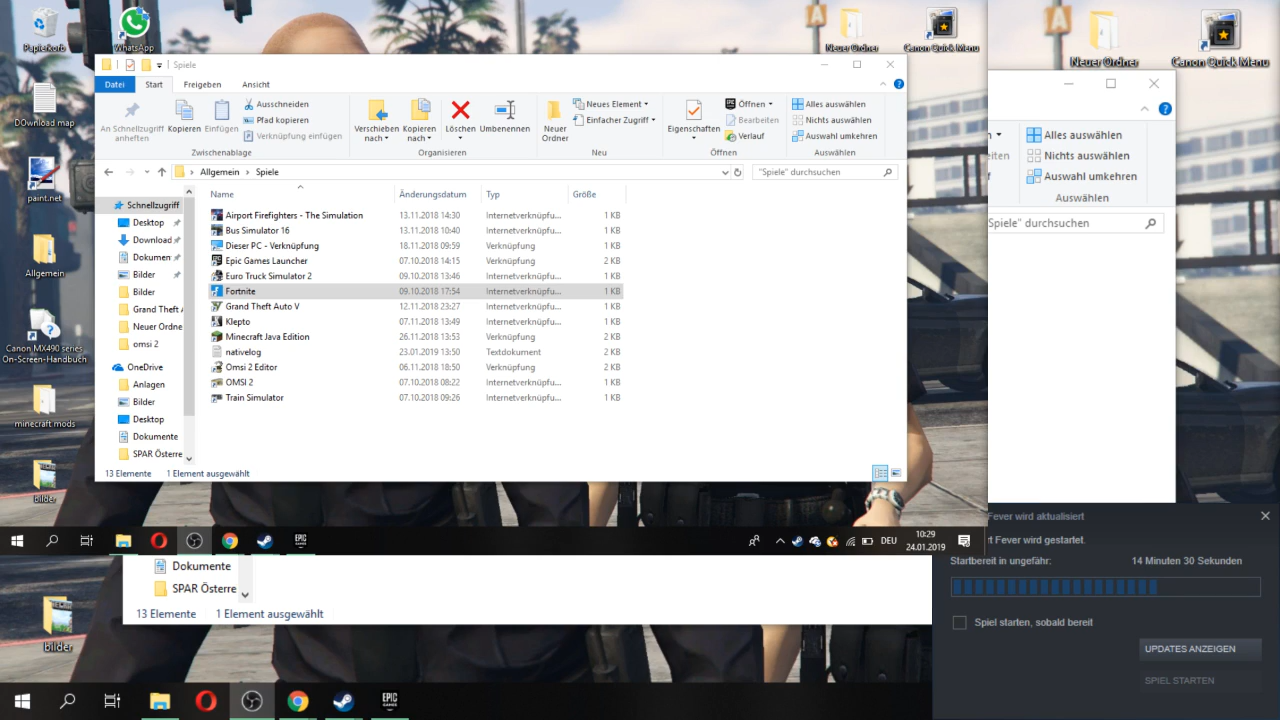 Papierkorb
WhatsApp
Neuer Ordner
Canon Quick Menu
Neuer Ordner
Canon Quick Menu
Spiele
Datei
Start
Freigeben
Ansicht
An Schnellzugriff anheften
Kopieren
Einfügen
Ausschneiden
Pfad kopieren
Verknüpfung einfügen
Zwischenablage
Verschieben nach
Kopieren nach
Löschen
Umbenennen
Organisieren
Neuer Ordner
Neues Element
Einfacher Zugriff
Neu
Eigenschaften
Öffnen
Bearbeiten
Verlauf
Öffnen
Alles auswählen
Nichts auswählen
Auswahl umkehren
Auswählen
Alles auswählen
Nichts auswählen
Auswahl umkehren
Auswählen
eiten
Allgemein > Spiele
"Spiele" durchsuchen
Spiele" durchsuchen
DOwnload map
paint.net
Allgemein
Canon MX490 series
On-Screen-Handbuch
minecraft mods
bilder
Schnellzugriff
Desktop
Download
Dokumen
Bilder
Bilder
Grand Theft A
Neuer Ordne
omsi 2
OneDrive
Anlagen
Bilder
Desktop
Dokumente
SPAR Österre
Name Änderungsdatum Typ Größe
Airport Firefighters - The Simulation 13.11.2018 14:30 Internetverknüpfu... 1 KB
Bus Simulator 16 13.11.2018 10:40 Internetverknüpfu... 1 KB
Dieser PC - Verknüpfung 18.11.2018 09:59 Verknüpfung 1 KB
Epic Games Launcher 07.10.2018 14:15 Verknüpfung 2 KB
Euro Truck Simulator 2 09.10.2018 13:46 Internetverknüpfu... 1 KB
Fortnite 09.10.2018 17:54 Internetverknüpfu... 1 KB
Grand Theft Auto V 12.11.2018 23:27 Internetverknüpfu... 1 KB
Klepto 07.11.2018 13:49 Internetverknüpfu... 1 KB
Minecraft Java Edition 26.11.2018 13:53 Verknüpfung 2 KB
nativelog 23.01.2019 13:50 Textdokument 2 KB
Omsi 2 Editor 06.11.2018 18:50 Verknüpfung 2 KB
OMSI 2 07.10.2018 08:22 Internetverknüpfu... 1 KB
Train Simulator 07.10.2018 09:26 Internetverknüpfu... 1 KB
13 Elemente 1 Element ausgewählt
EPIC GAMES
DEU
10:29
24.01.2019
Fever wird aktualisiert
rt Fever wird gestartet.
Startbereit in ungefähr: 14 Minuten 30 Sekunden
Spiel starten, sobald bereit
UPDATES ANZEIGEN
SPIEL STARTEN
Dokumente
SPAR Österre
13 Elemente 1 Element ausgewählt
bilder
EPIC GAMES